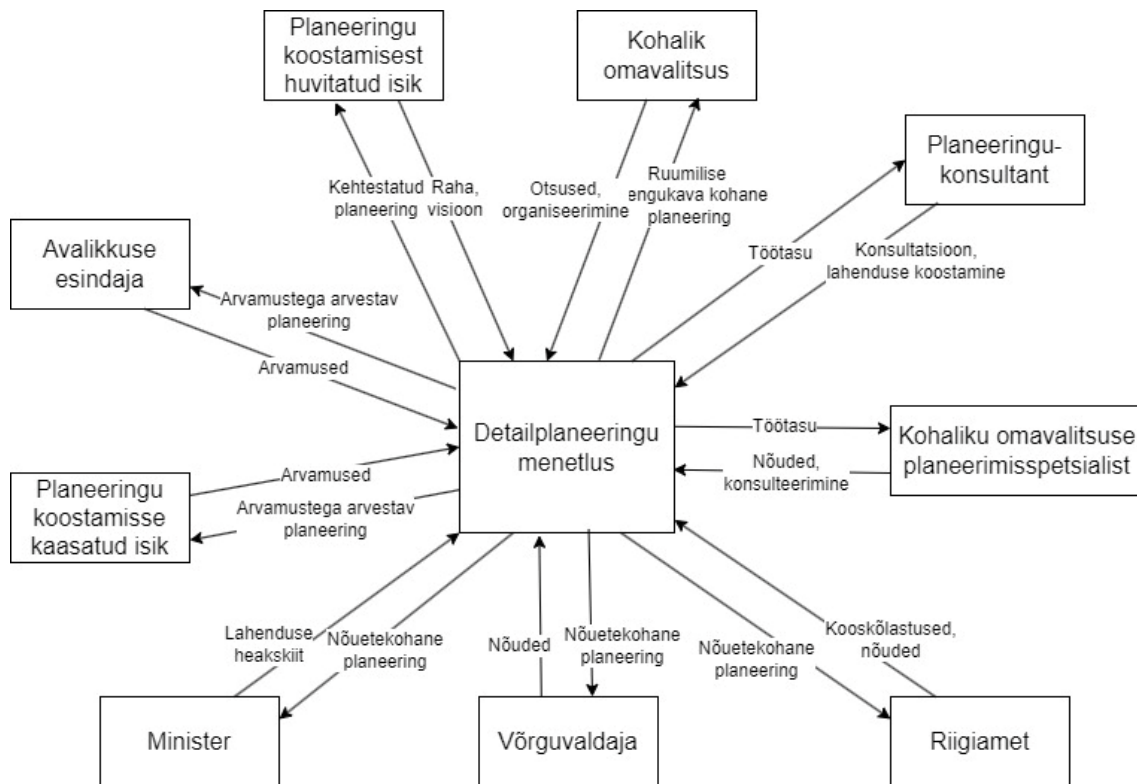 Planeeringu
koostamisest
huvitatud isik
Kohalik
omavalitsus
Planeeringu-
konsultant
Kehtestatud
planeering
Raha,
visioon
Otsused,
organiseerimine
Ruumilise
engukava kohane
planeering
Töötasu
Konsultatsioon,
lahenduse koostamine
Avalikkuse
esindaja
Arvamustega arvestav
planeering
Arvamused
Detailplaneeringu
menetlus
Töötasu
Nõuded,
konsulteerimine
Kohaliku omavalitsuse
planeerimisspetsialist
Planeeringu
koostamisse
kaasatud isik
Arvamused
Arvamustega arvestav
planeering
Lahenduse
heakskiit
Nõuetekohane
planeering
Nõuded
Nõuetekohane
planeering
Nõuetekohane
planeering
Kooskõlastused,
nõuded
Minister
Võrguvaldaja
Riigiamet